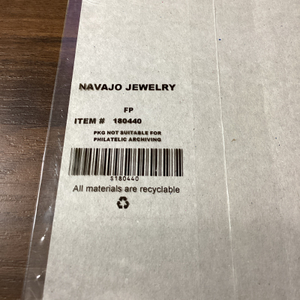 NAVAJO JEWELRY
FP
ITEM # 180440
PKG NOT SUITABLE FOR
PHILATELIC ARCHIVING
S180440
All materials are recyclable